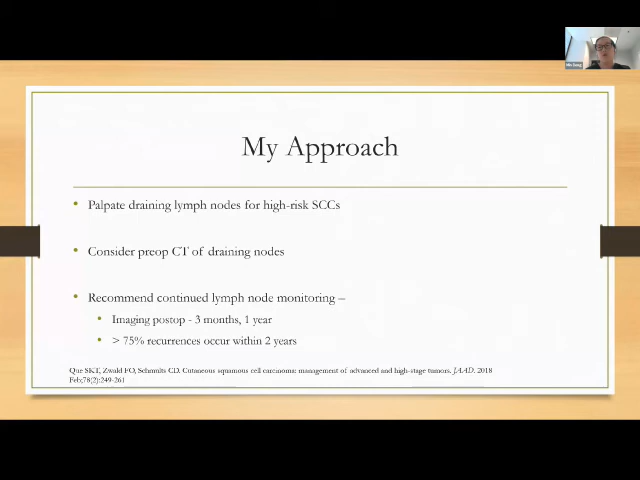 My Approach
Palpate draining lymph nodes for high-risk SCCs
Consider preop CT of draining nodes
Recommend continued lymph node monitoring –
Imaging postop - 3 months, 1 year
> 75% recurrences occur within 2 years
Que SKT, Zwald FO, Schmults CD. Cutaneous squamous cell carcinoma: management of advanced and high-stage tumors. JAAD. 2018
Feb;78(2):249-261